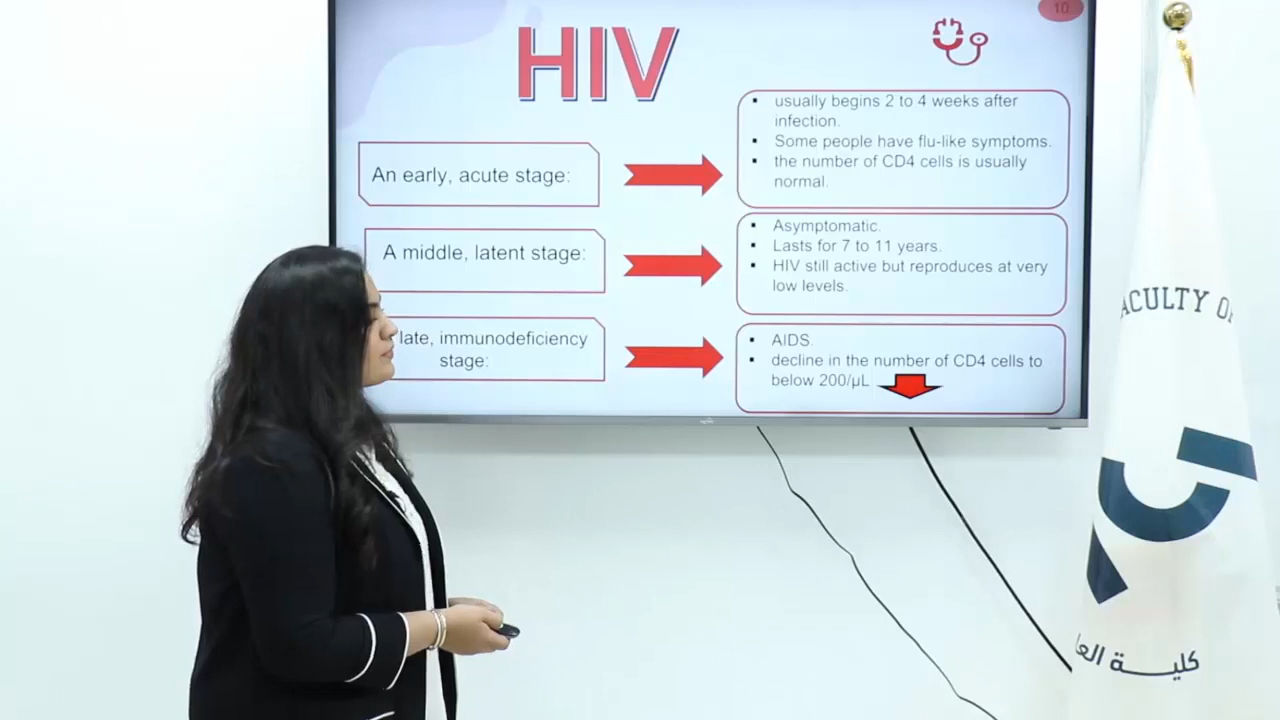 10
HIV
An early, acute stage:
usually begins 2 to 4 weeks after
infection.
Some people have flu-like symptoms.
the number of CD4 cells is usually
normal.
A middle, latent stage:
Asymptomatic.
Lasts for 7 to 11 years.
HIV still active but reproduces at very
low levels.
late, immunodeficiency
stage:
AIDS.
decline in the number of CD4 cells to
below 200/µL
ACULTY O
كلية